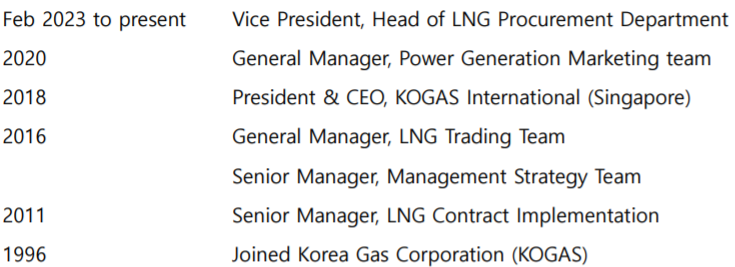 Feb 2023 to present Vice President, Head of LNG Procurement Department
2020 General Manager, Power Generation Marketing team
2018 President & CEO, KOGAS International (Singapore)
2016 General Manager, LNG Trading Team
Senior Manager, Management Strategy Team
2011 Senior Manager, LNG Contract Implementation
1996 Joined Korea Gas Corporation (KOGAS)